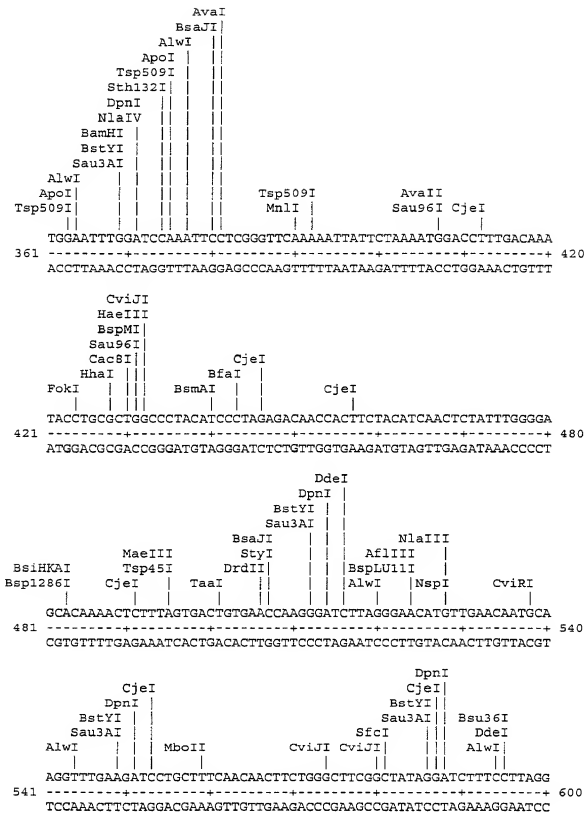 AvaI
BsaJI
AlwI
ApoI
Tsp509I
Sth132I
DpnI
NlaIV
BamHI
BstYI
Sau3AI
AlwI
ApoI Tsp509I AvaII
Tsp509I MnlI Sau96I CjeI
TGGAATTTGGATCCAAATTCCTCGGGTTCAAAAATTATTCTAAAATGGACCTTTGACAAA
361 ---------+---------+---------+---------+---------+---------+ 420
ACCTTAAACCTAGGTTTAAGGAGCCCAAGTTTTTAATAAGATTTTACCTGGAAACTGTTT
CviJI
HaeIII
BspMI
Sau96I
Cac8I CjeI
HhaI BfaI
FokI BsmAI CjeI
TACCTGCGCTGGCCCTACATCCCTAGAGACAACCACTTCTACATCAACTCTATTTGGGGA
421 ---------+---------+---------+---------+---------+---------+ 480
ATGGACGCGACCGGGATGTAGGGATCTCTGTTGGTGAAGATGTAGTTGAGATAAACCCCT
DdeI
DpnI
BstYI
Sau3AI
BsaJI NlaIII
MaeIII StyI AflIII
BsiHKAI Tsp45I DrdII BspLU11I
Bsp1286I CjeI TaaI AlwI NspI CviRI
GCACAAAACTCTTTAGTGACTGTGAACCAAGGGATCTTAGGGAACATGTTGAACAATGCA
481 ---------+---------+---------+---------+---------+---------+ 540
CGTGTTTTGAGAAATCACTGACACTTGGTTCCCTAGAATCCCTTGTACAACTTGTTACGT
DpnI
CjeI CjeI
DpnI BstYI
BstYI Sau3AI Bsu36I
Sau3AI SfcI DdeI
AlwI MboII CviJI CviJI AlwI
AGGTTTGAAGATCCTGCTTTCAACAACTTCTGGGCTTCGGCTATAGGATCTTTCCTTAGG
541 ---------+---------+---------+---------+---------+---------+ 600
TCCAAACTTCTAGGACGAAAGTTGTTGAAGACCCGAAGCCGATATCCTAGAAAGGAATCC